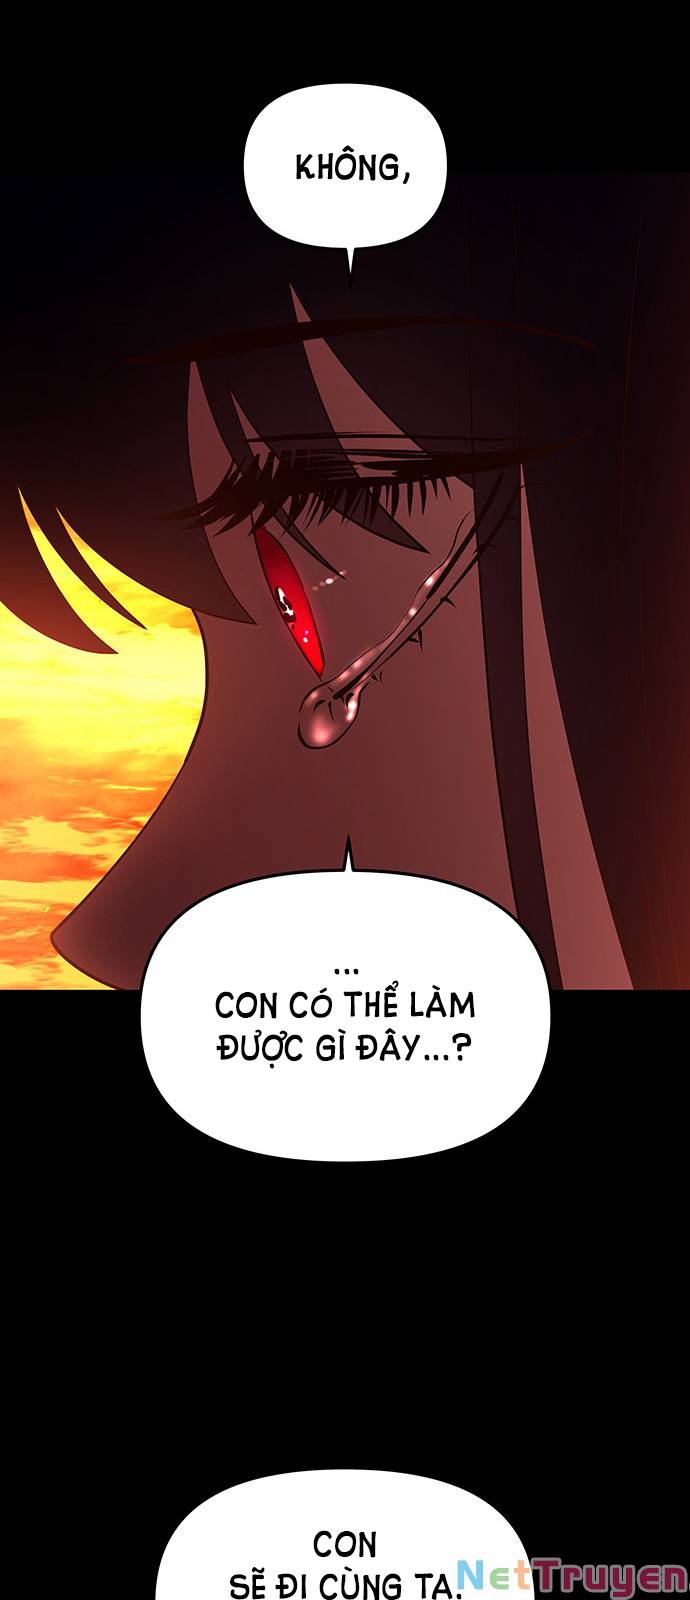 KHÔNG,
...
CON CÓ THỂ LÀM
ĐƯỢC GÌ ĐÂY...?
CON
SẼ ĐI CÙNG TA.
NetTruyen